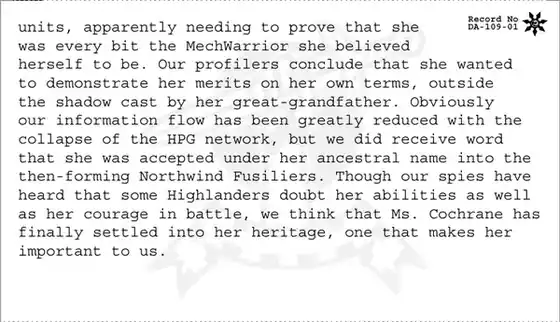 Record No
DA-109-01
units, apparently needing to prove that she
was every bit the MechWarrior she believed
herself to be. Our profilers conclude that she wanted
to demonstrate her merits on her own terms, outside
the shadow cast by her great-grandfather. Obviously
our information flow has been greatly reduced with the
collapse of the HPG network, but we did receive word
that she was accepted under her ancestral name into the
then-forming Northwind Fusiliers. Though our spies have
heard that some Highlanders doubt her abilities as well
as her courage in battle, we think that Ms. Cochrane has
finally settled into her heritage, one that makes her
important to us.